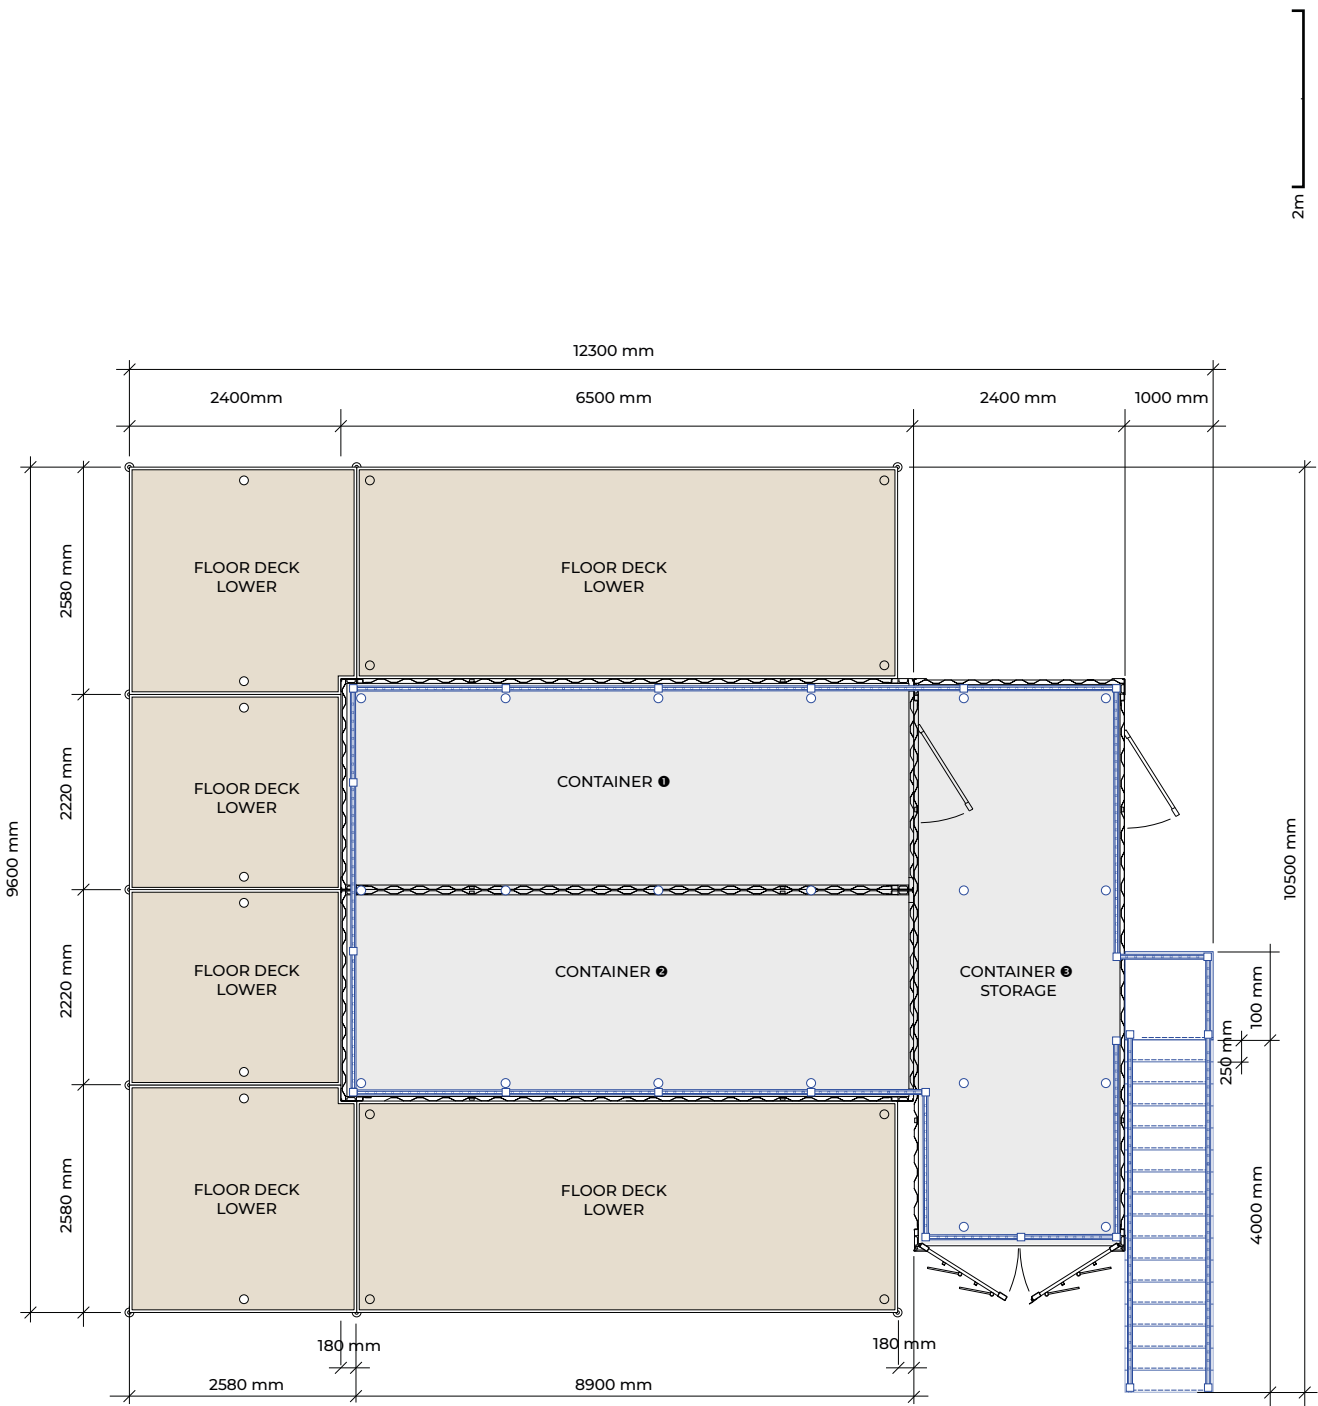 2m
12300 mm
2400mm
6500 mm
2400 mm
1000 mm
2580 mm
2220 mm
2220 mm
2580 mm
9600 mm
FLOOR DECK
LOWER
FLOOR DECK
LOWER
FLOOR DECK
LOWER
CONTAINER ❶
FLOOR DECK
LOWER
CONTAINER ❷
CONTAINER ❸
STORAGE
FLOOR DECK
LOWER
FLOOR DECK
LOWER
10500 mm
100 mm
250 mm
4000 mm
180 mm
180 mm
2580 mm
8900 mm